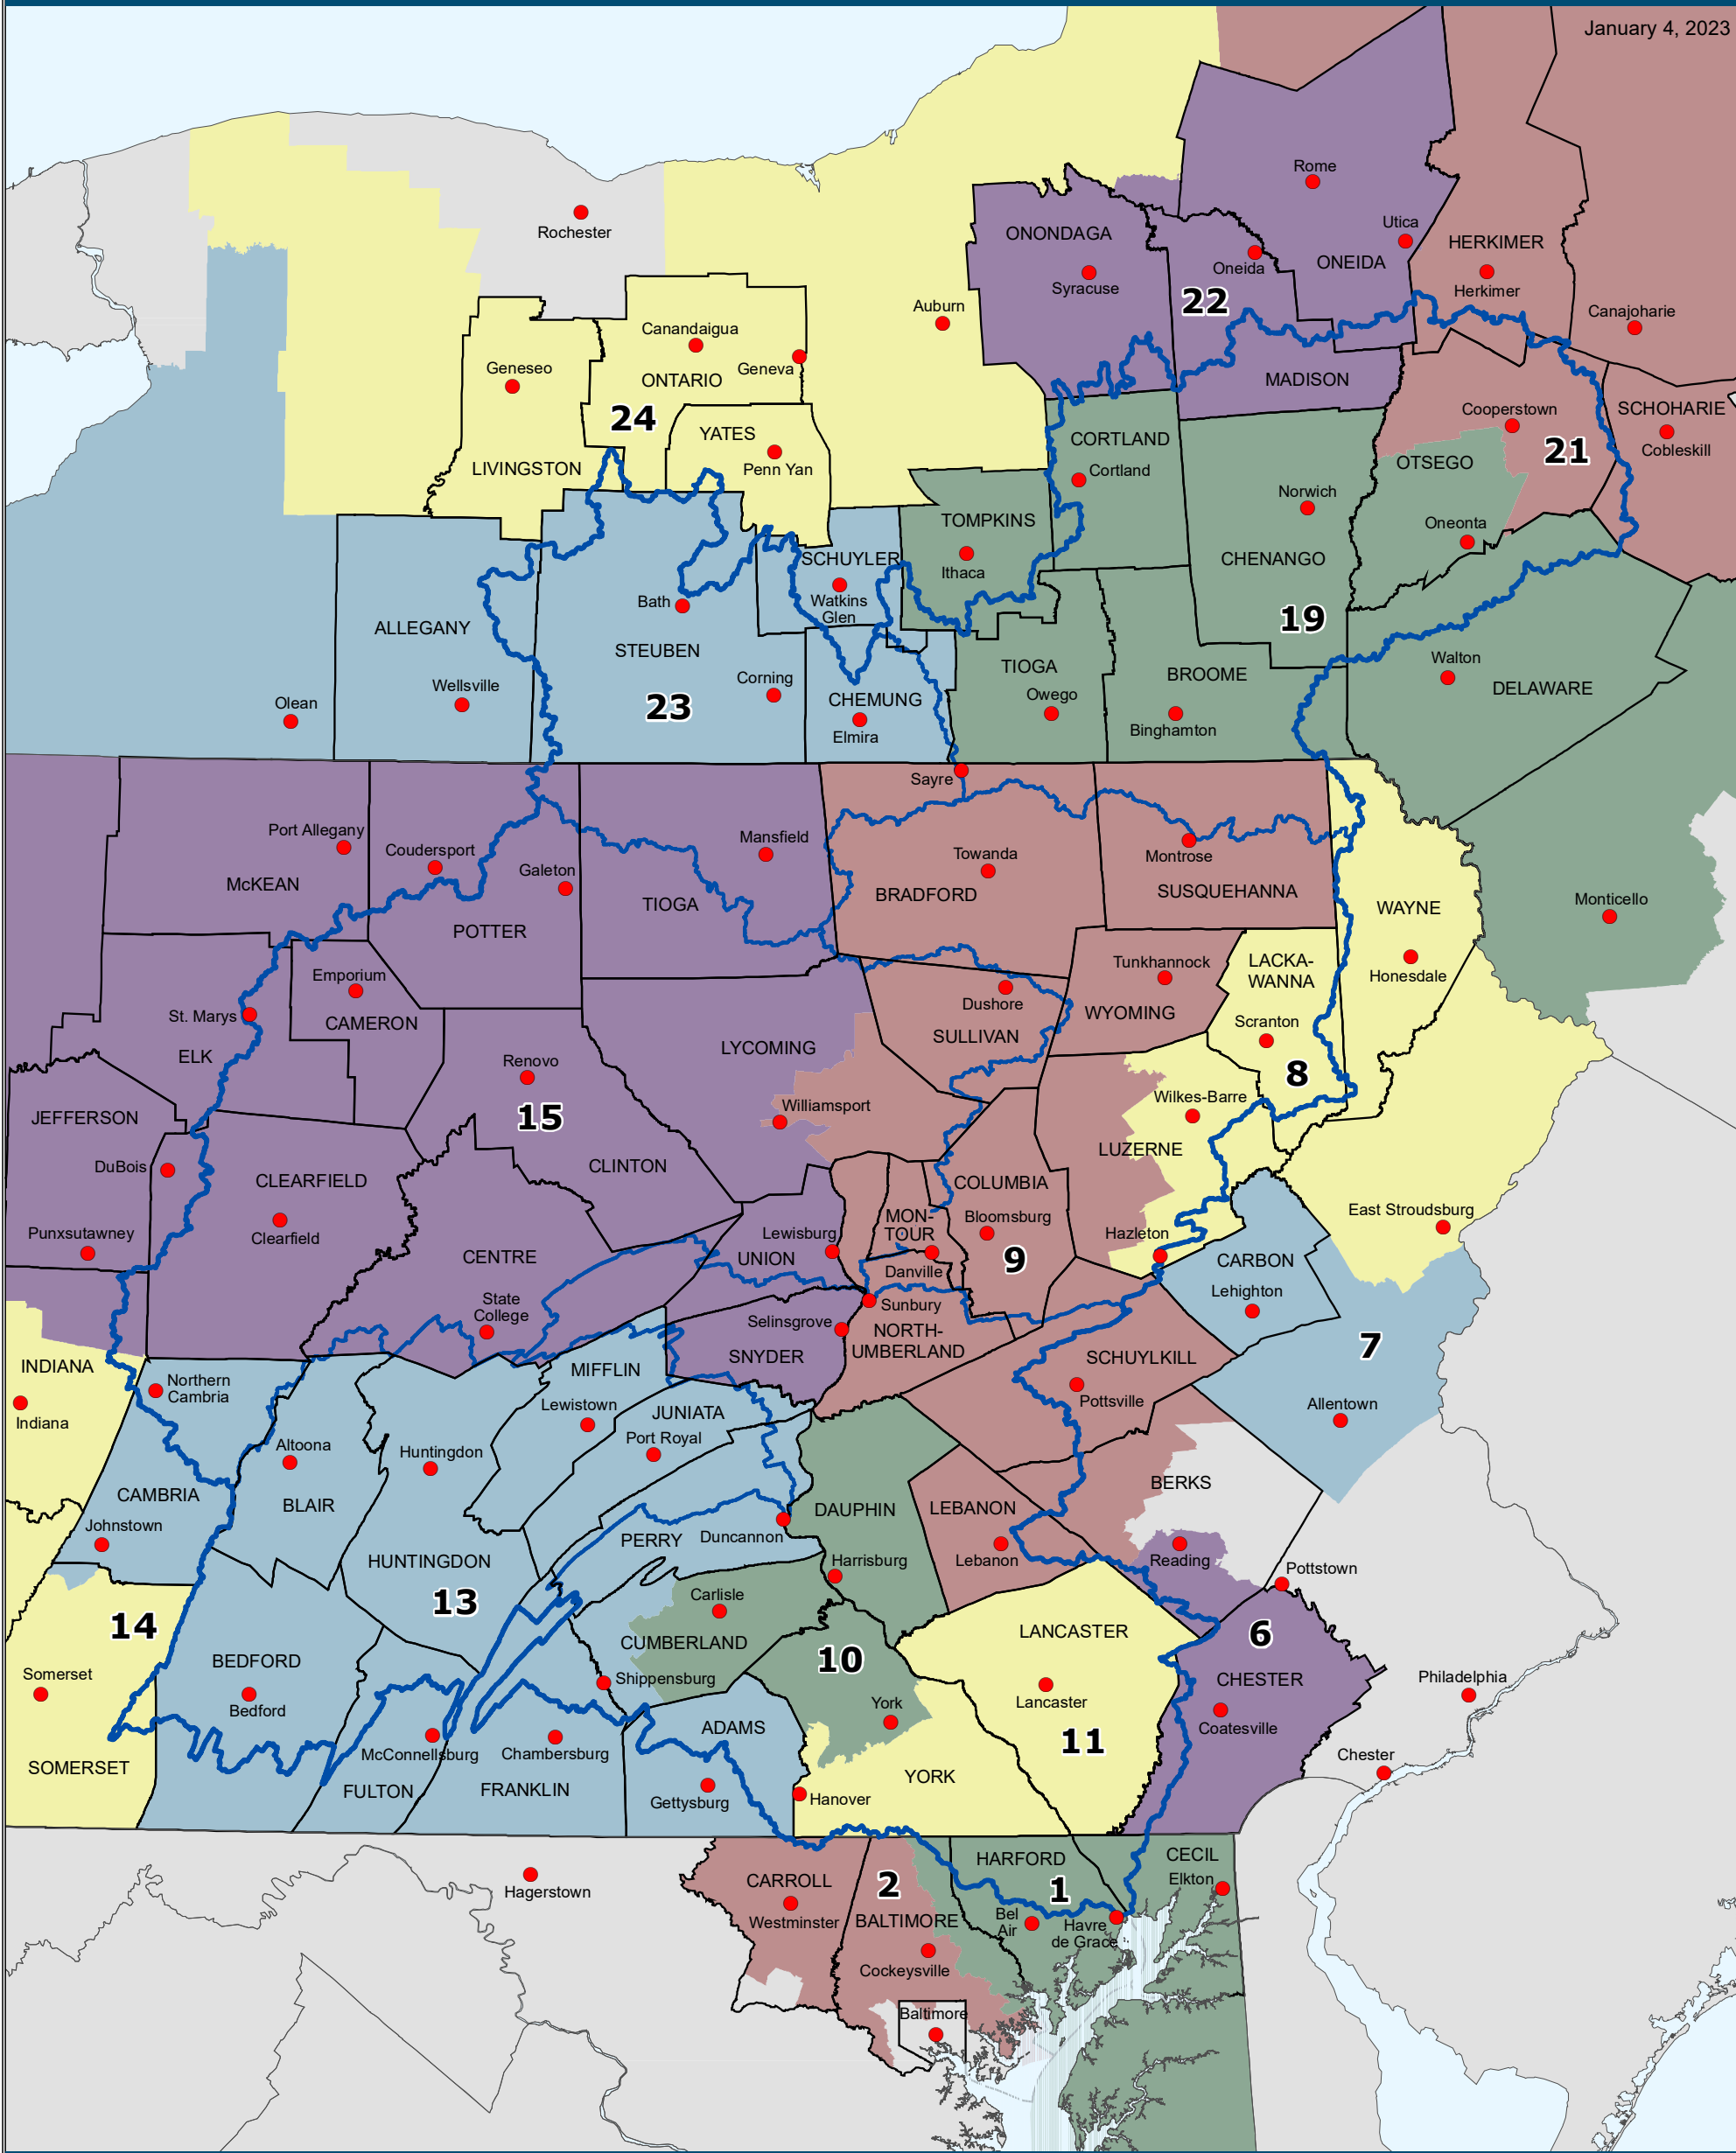 January 4, 2023
Rome
Rochester
Utica
ONONDAGA
HERKIMER
Oneida
ONEIDA
Syracuse
Herkimer
22
Auburn
Canajoharie
Canandaigua
Geneseo
Geneva
ONTARIO
MADISON
24
Cooperstown
SCHOHARIE
YATES
CORTLAND
21
Cobleskill
LIVINGSTON
Penn Yan
Cortland
OTSEGO
Norwich
TOMPKINS
Oneonta
SCHUYLER
CHENANGO
Ithaca
Bath
Watkins
Glen
19
ALLEGANY
STEUBEN
TIOGA
BROOME
Walton
Wellsville
Corning
CHEMUNG
Owego
DELAWARE
Olean
23
Elmira
Binghamton
Sayre
Port Allegany
Coudersport
Mansfield
Towanda
Montrose
Galeton
McKEAN
TIOGA
BRADFORD
SUSQUEHANNA
Monticello
WAYNE
POTTER
Emporium
Tunkhannock
LACKA-
WANNA
Honesdale
St. Marys
Dushore
CAMERON
WYOMING
Scranton
SULLIVAN
ELK
LYCOMING
Renovo
8
JEFFERSON
15
Williamsport
Wilkes-Barre
LUZERNE
DuBois
CLEARFIELD
CLINTON
COLUMBIA
East Stroudsburg
Punxsutawney
Clearfield
Lewisburg
MON-
TOUR
Bloomsburg
Hazleton
CENTRE
UNION
9
CARBON
Danville
Lehighton
State
College
Sunbury
Selinsgrove
NORTH-
UMBERLAND
7
INDIANA
MIFFLIN
SNYDER
SCHUYLKILL
Northern
Cambria
Indiana
Lewistown
JUNIATA
Pottsville
Allentown
Altoona
Huntingdon
Port Royal
BERKS
CAMBRIA
BLAIR
DAUPHIN
LEBANON
Johnstown
PERRY
Duncannon
HUNTINGDON
Harrisburg
Lebanon
Reading
Pottstown
13
Carlisle
14
LANCASTER
6
CUMBERLAND
BEDFORD
10
Somerset
Shippensburg
CHESTER
Philadelphia
Bedford
York
Lancaster
ADAMS
Coatesville
McConnellsburg
Chambersburg
11
SOMERSET
Chester
FULTON
FRANKLIN
Gettysburg
YORK
Hanover
CECIL
HARFORD
Elkton
CARROLL
2
1
Hagerstown
Westminster
BALTIMORE
Bel
Air
Havre
de Grace
Cockeysville
Baltimore